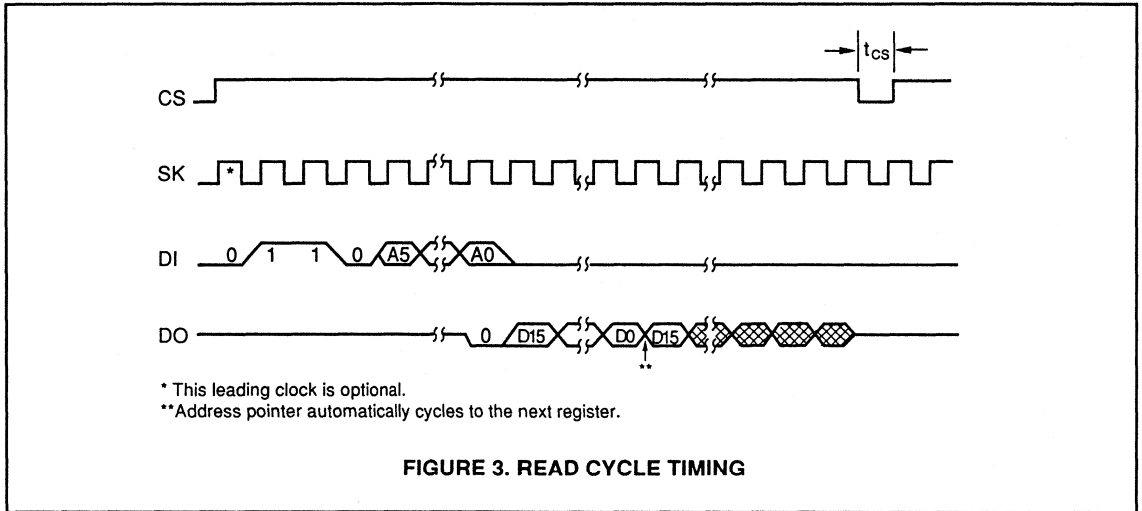 tCS
CS
SK *
DI 0 1 1 0 A5 A0
DO 0 D15 D0 D15
**
* This leading clock is optional.
**Address pointer automatically cycles to the next register.
FIGURE 3. READ CYCLE TIMING